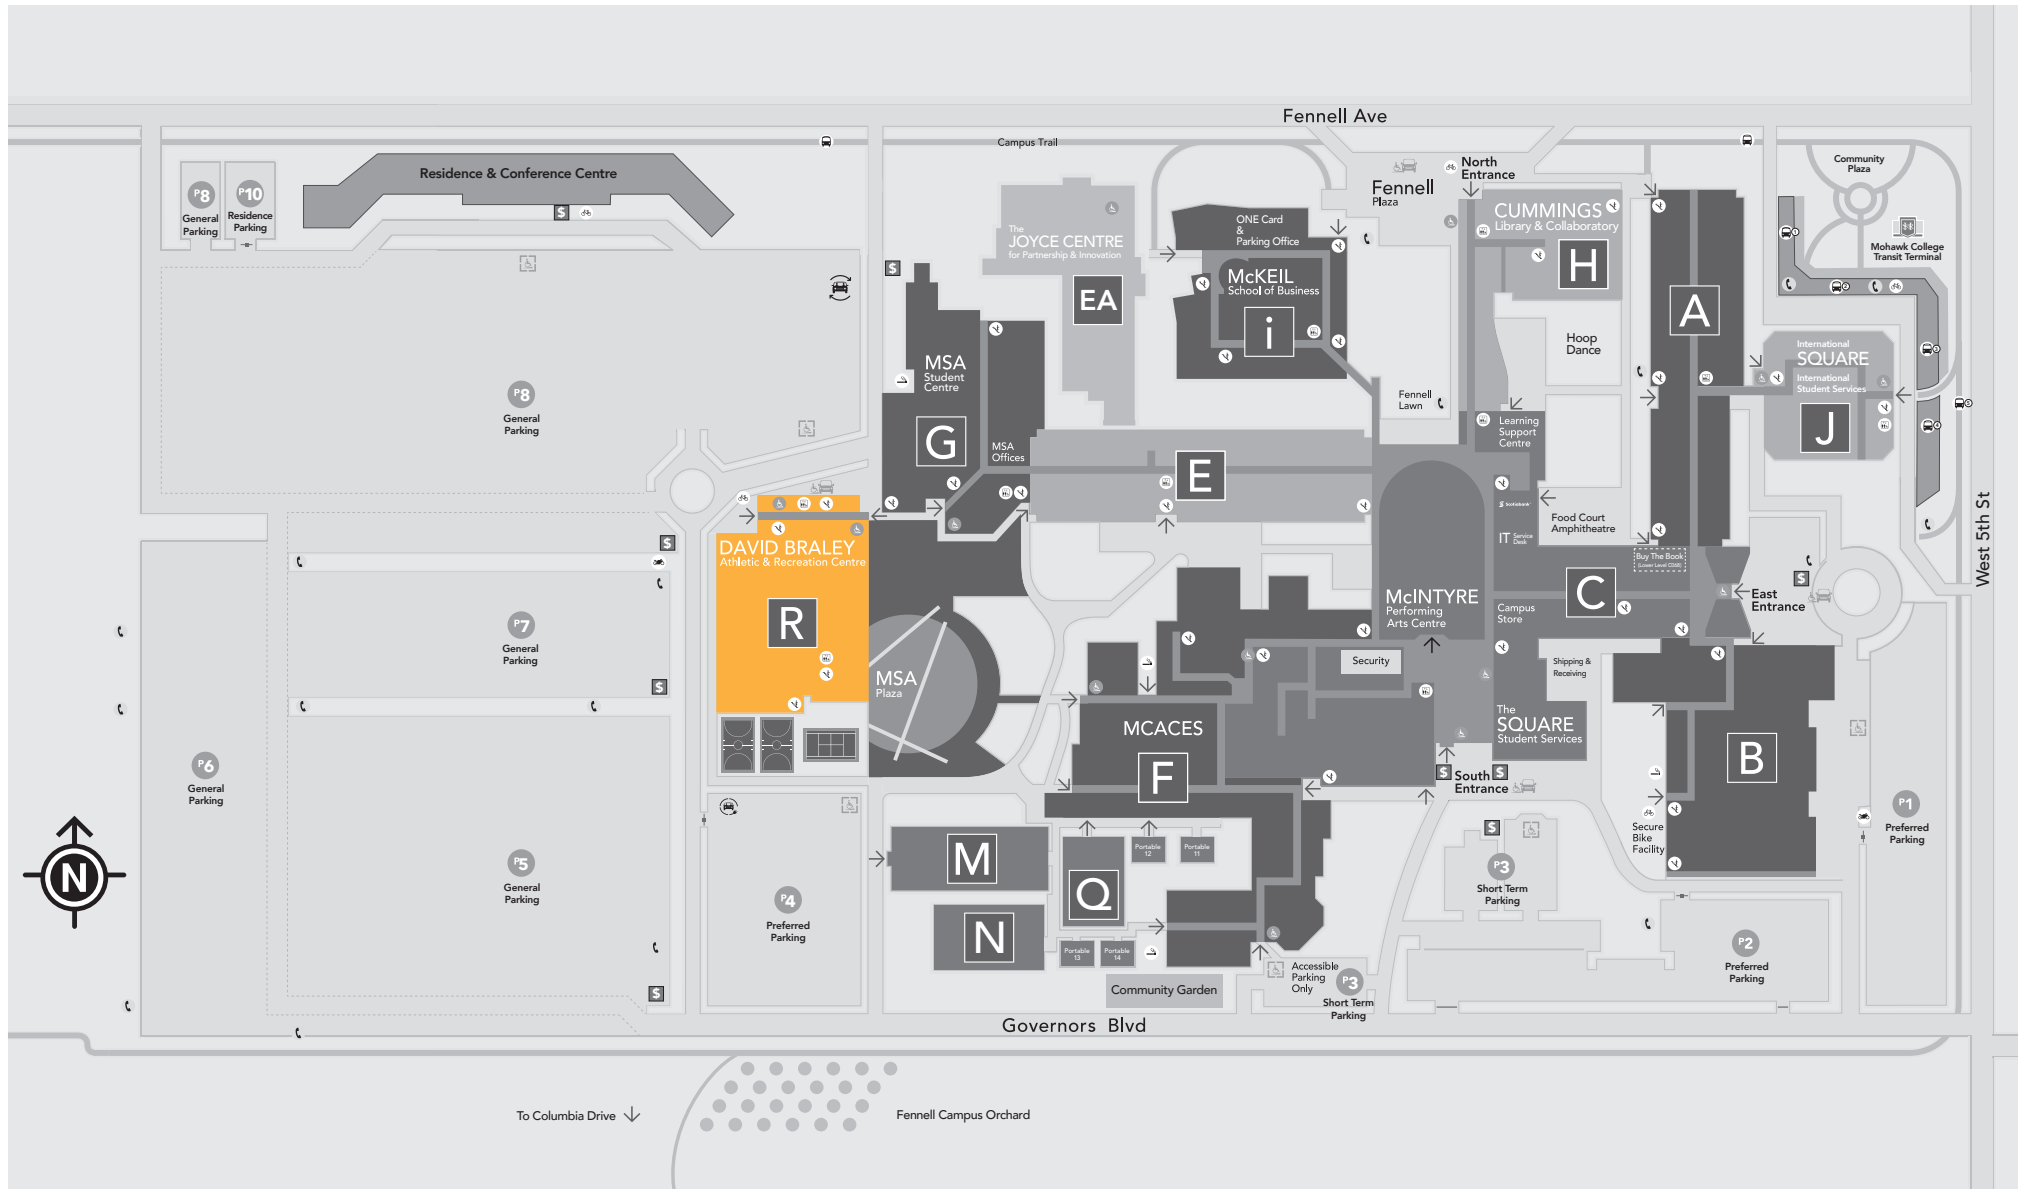 Fennell Ave
Campus Trail
Residence & Conference Centre
P8
General
Parking
P10
Residence
Parking
North
Entrance
Fennell
Plaza
Community
Plaza
Mohawk College
Transit Terminal
ONE Card
&
Parking Office
CUMMINGS
Library & Collaboratory
H
The
JOYCE CENTRE
for Partnership & Innovation
EA
McKEIL
School of Business
i
A
Hoop
Dance
International
SQUARE
International
Student Services
J
MSA
Student
Centre
G
MSA
Offices
E
Fennell
Lawn
Learning
Support
Centre
P8
General
Parking
Scotiabank
IT Service
Desk
Food Court
Amphitheatre
Buy The Book
(Lower Level C069)
C
East
Entrance
West 5th St
DAVID BRALEY
Athletic & Recreation Centre
R
McINTYRE
Performing
Arts Centre
Campus
Store
P7
General
Parking
MSA
Plaza
Security
Shipping &
Receiving
The
SQUARE
Student Services
MCACES
F
B
P6
General
Parking
South
Entrance
P1
Preferred
Parking
Secure
Bike
Facility
N
P5
General
Parking
P4
Preferred
Parking
M
Q
Portable
12
Portable
11
P3
Short Term
Parking
N
Portable
13
Portable
14
P2
Preferred
Parking
Accessible
Parking
Only
P3
Short Term
Parking
Community Garden
Governors Blvd
To Columbia Drive
Fennell Campus Orchard